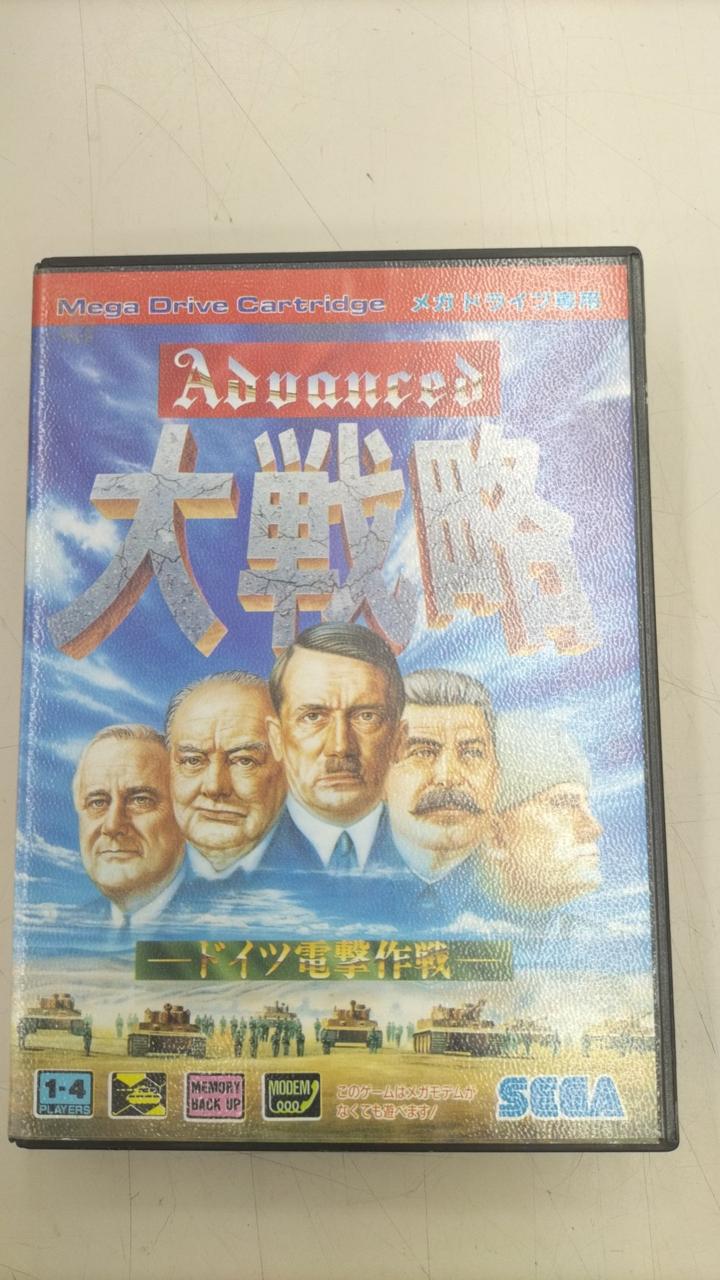 Mega Drive Cartridge メガドライブ専用
Advanced
大戦略
—ドイツ電撃作戦—
1-4
PLAYERS
MEMORY
BACK UP
MODEM
000
このゲームはメガモデムが
なくても遊べます!
SEGA